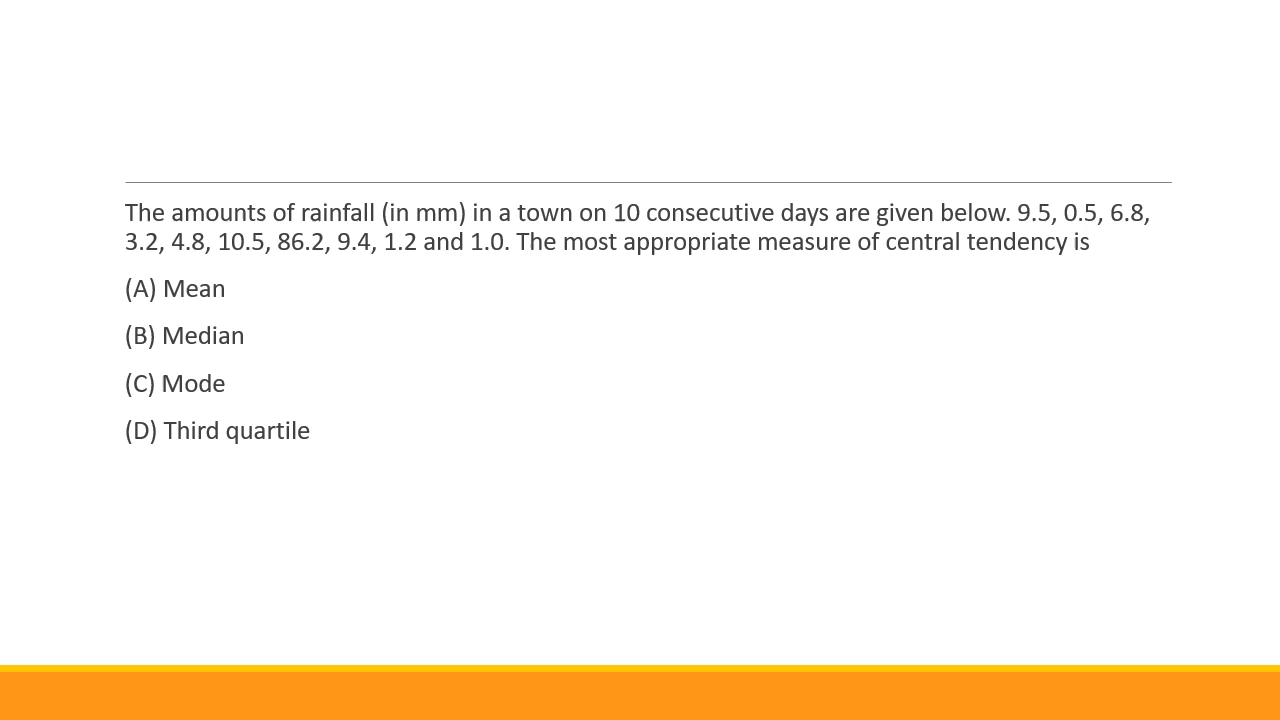 The amounts of rainfall (in mm) in a town on 10 consecutive days are given below. 9.5, 0.5, 6.8,
3.2, 4.8, 10.5, 86.2, 9.4, 1.2 and 1.0. The most appropriate measure of central tendency is
(A) Mean
(B) Median
(C) Mode
(D) Third quartile